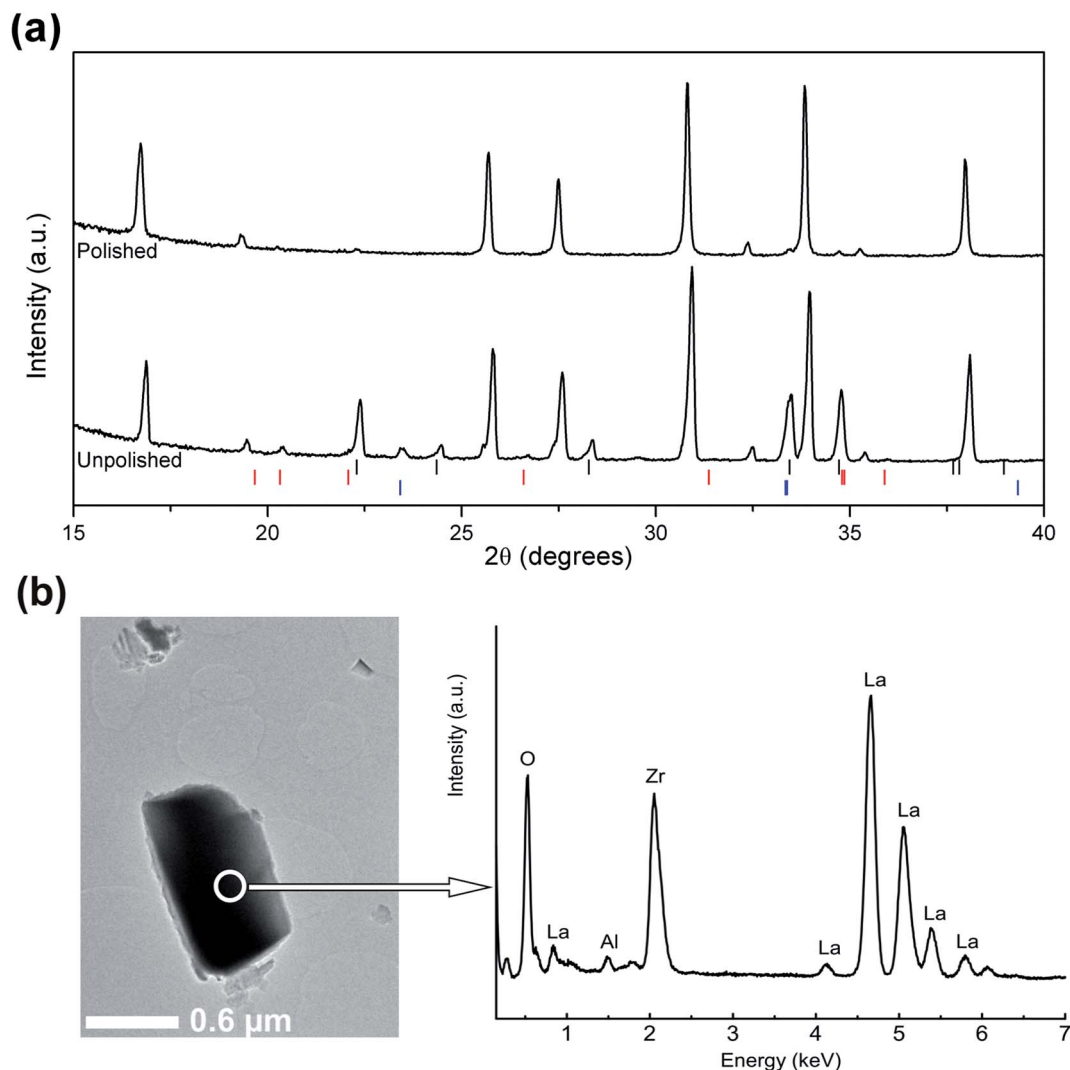 (a)
Intensity (a.u.)
Polished
Unpolished
15 20 25 30 35 40
2θ (degrees)
(b)
0.6 µm
Intensity (a.u.)
O
La
Al
Zr
La
La
La
La
La
1 2 3 4 5 6 7
Energy (keV)